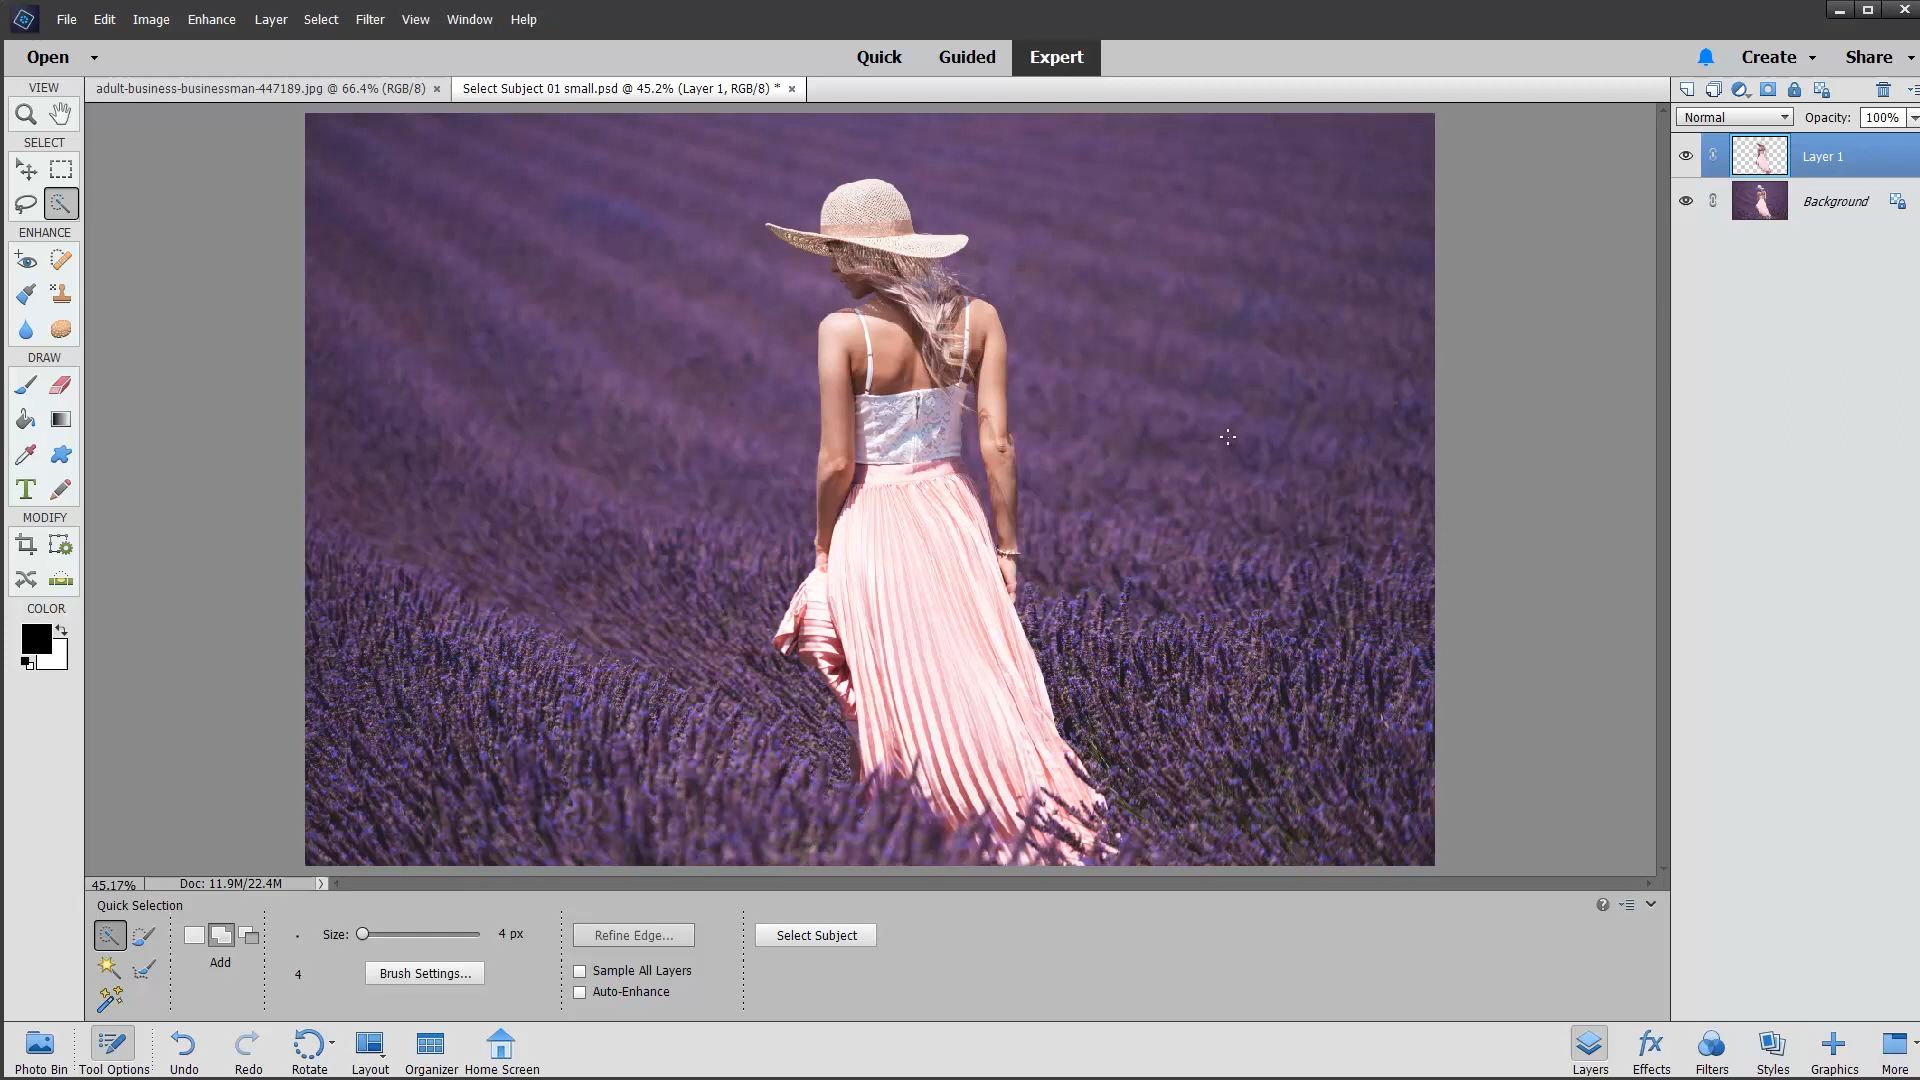 File Edit Image Enhance Layer Select Filter View Window Help
Open Quick Guided Expert Create Share
VIEW
adult-business-businessman-447189.jpg @ 66.4% (RGB/8) × Select Subject 01 small.psd @ 45.2% (Layer 1, RGB/8) * ×
Normal Opacity: 100%
SELECT
Layer 1
Background
ENHANCE
DRAW
T
MODIFY
COLOR
45.17% Doc: 11.9M/22.4M
Quick Selection
Size: 4 px Refine Edge... Select Subject
Add
4 Brush Settings... Sample All Layers
Auto-Enhance
fx
Photo Bin Tool Options Undo Redo Rotate Layout Organizer Home Screen Layers Effects Filters Styles Graphics More